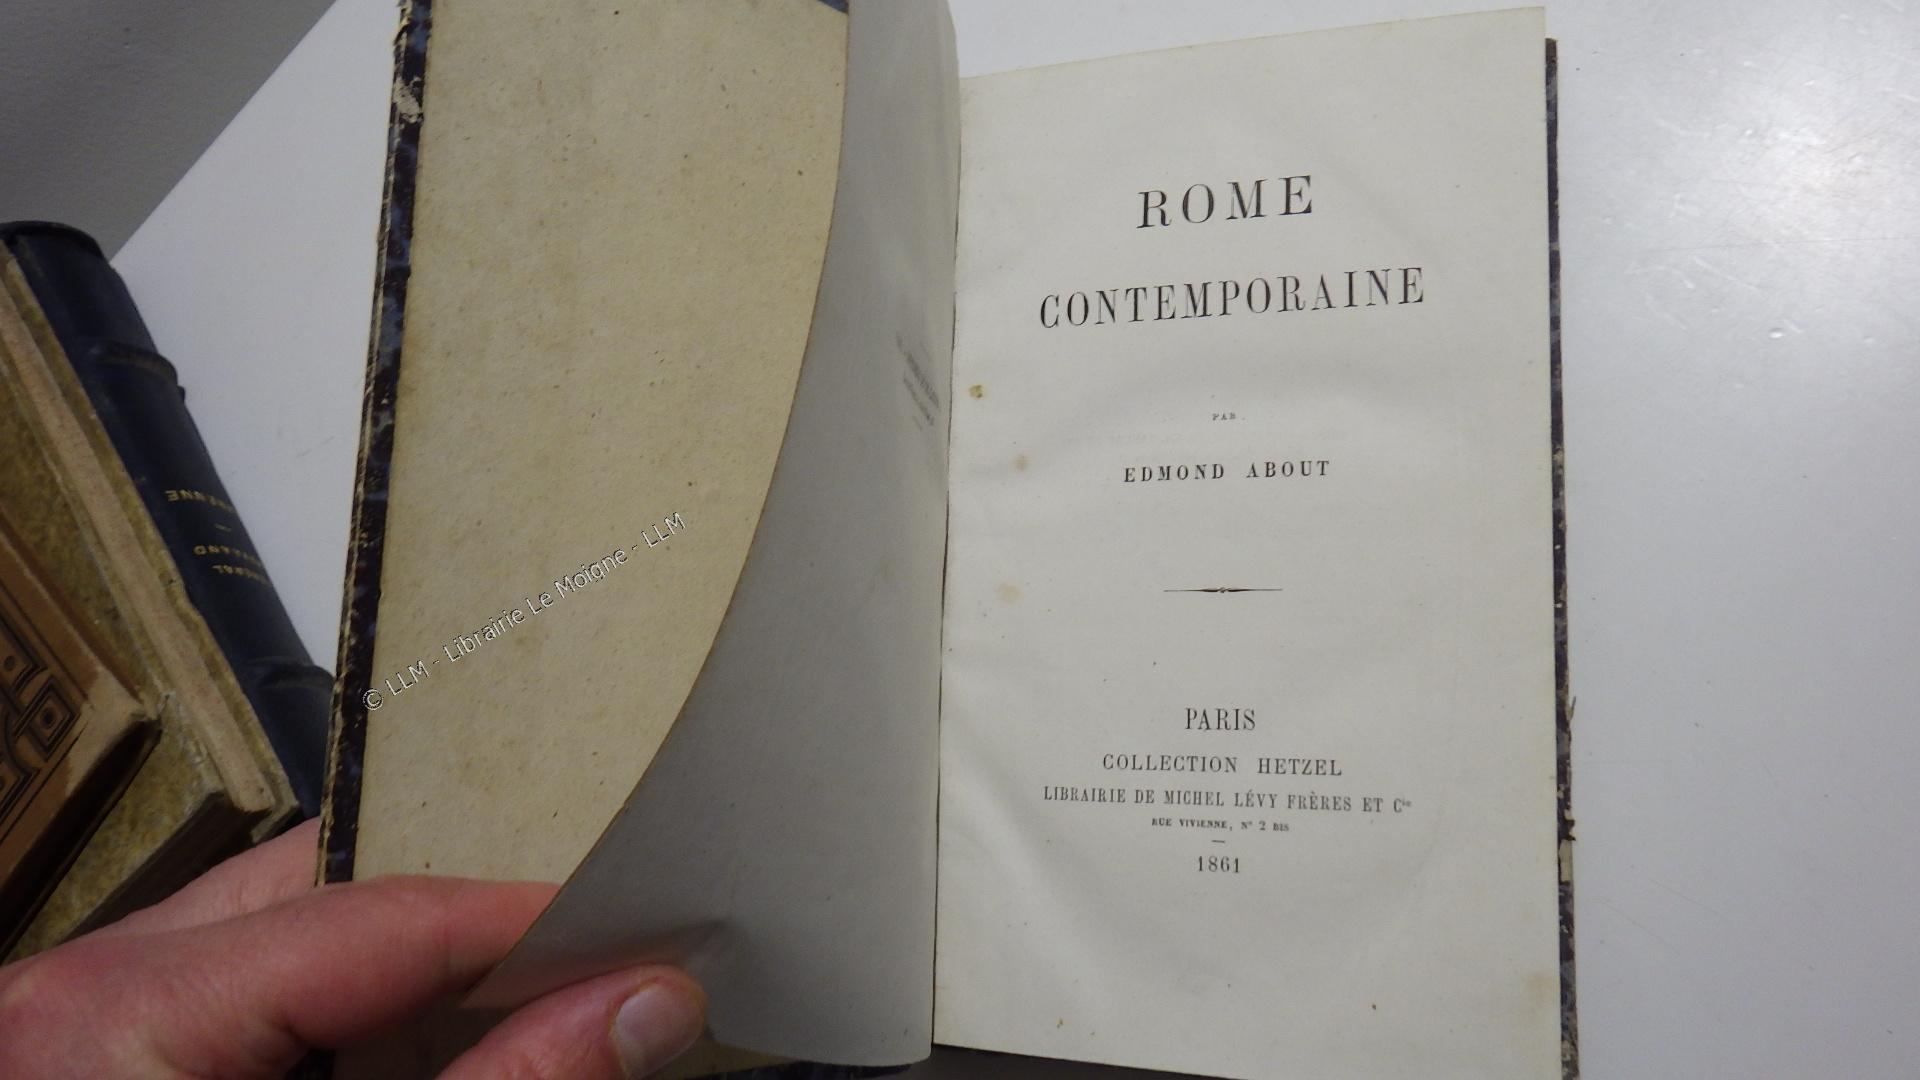 ROME
CONTEMPORAINE
PAR
EDMOND ABOUT
PARIS
COLLECTION HETZEL
LIBRAIRIE DE MICHEL LÉVY FRÈRES ET Cie
RUE VIVIENNE, Nº 2 BIS
1861
© LLM - Librairie Le Moigne - LLM